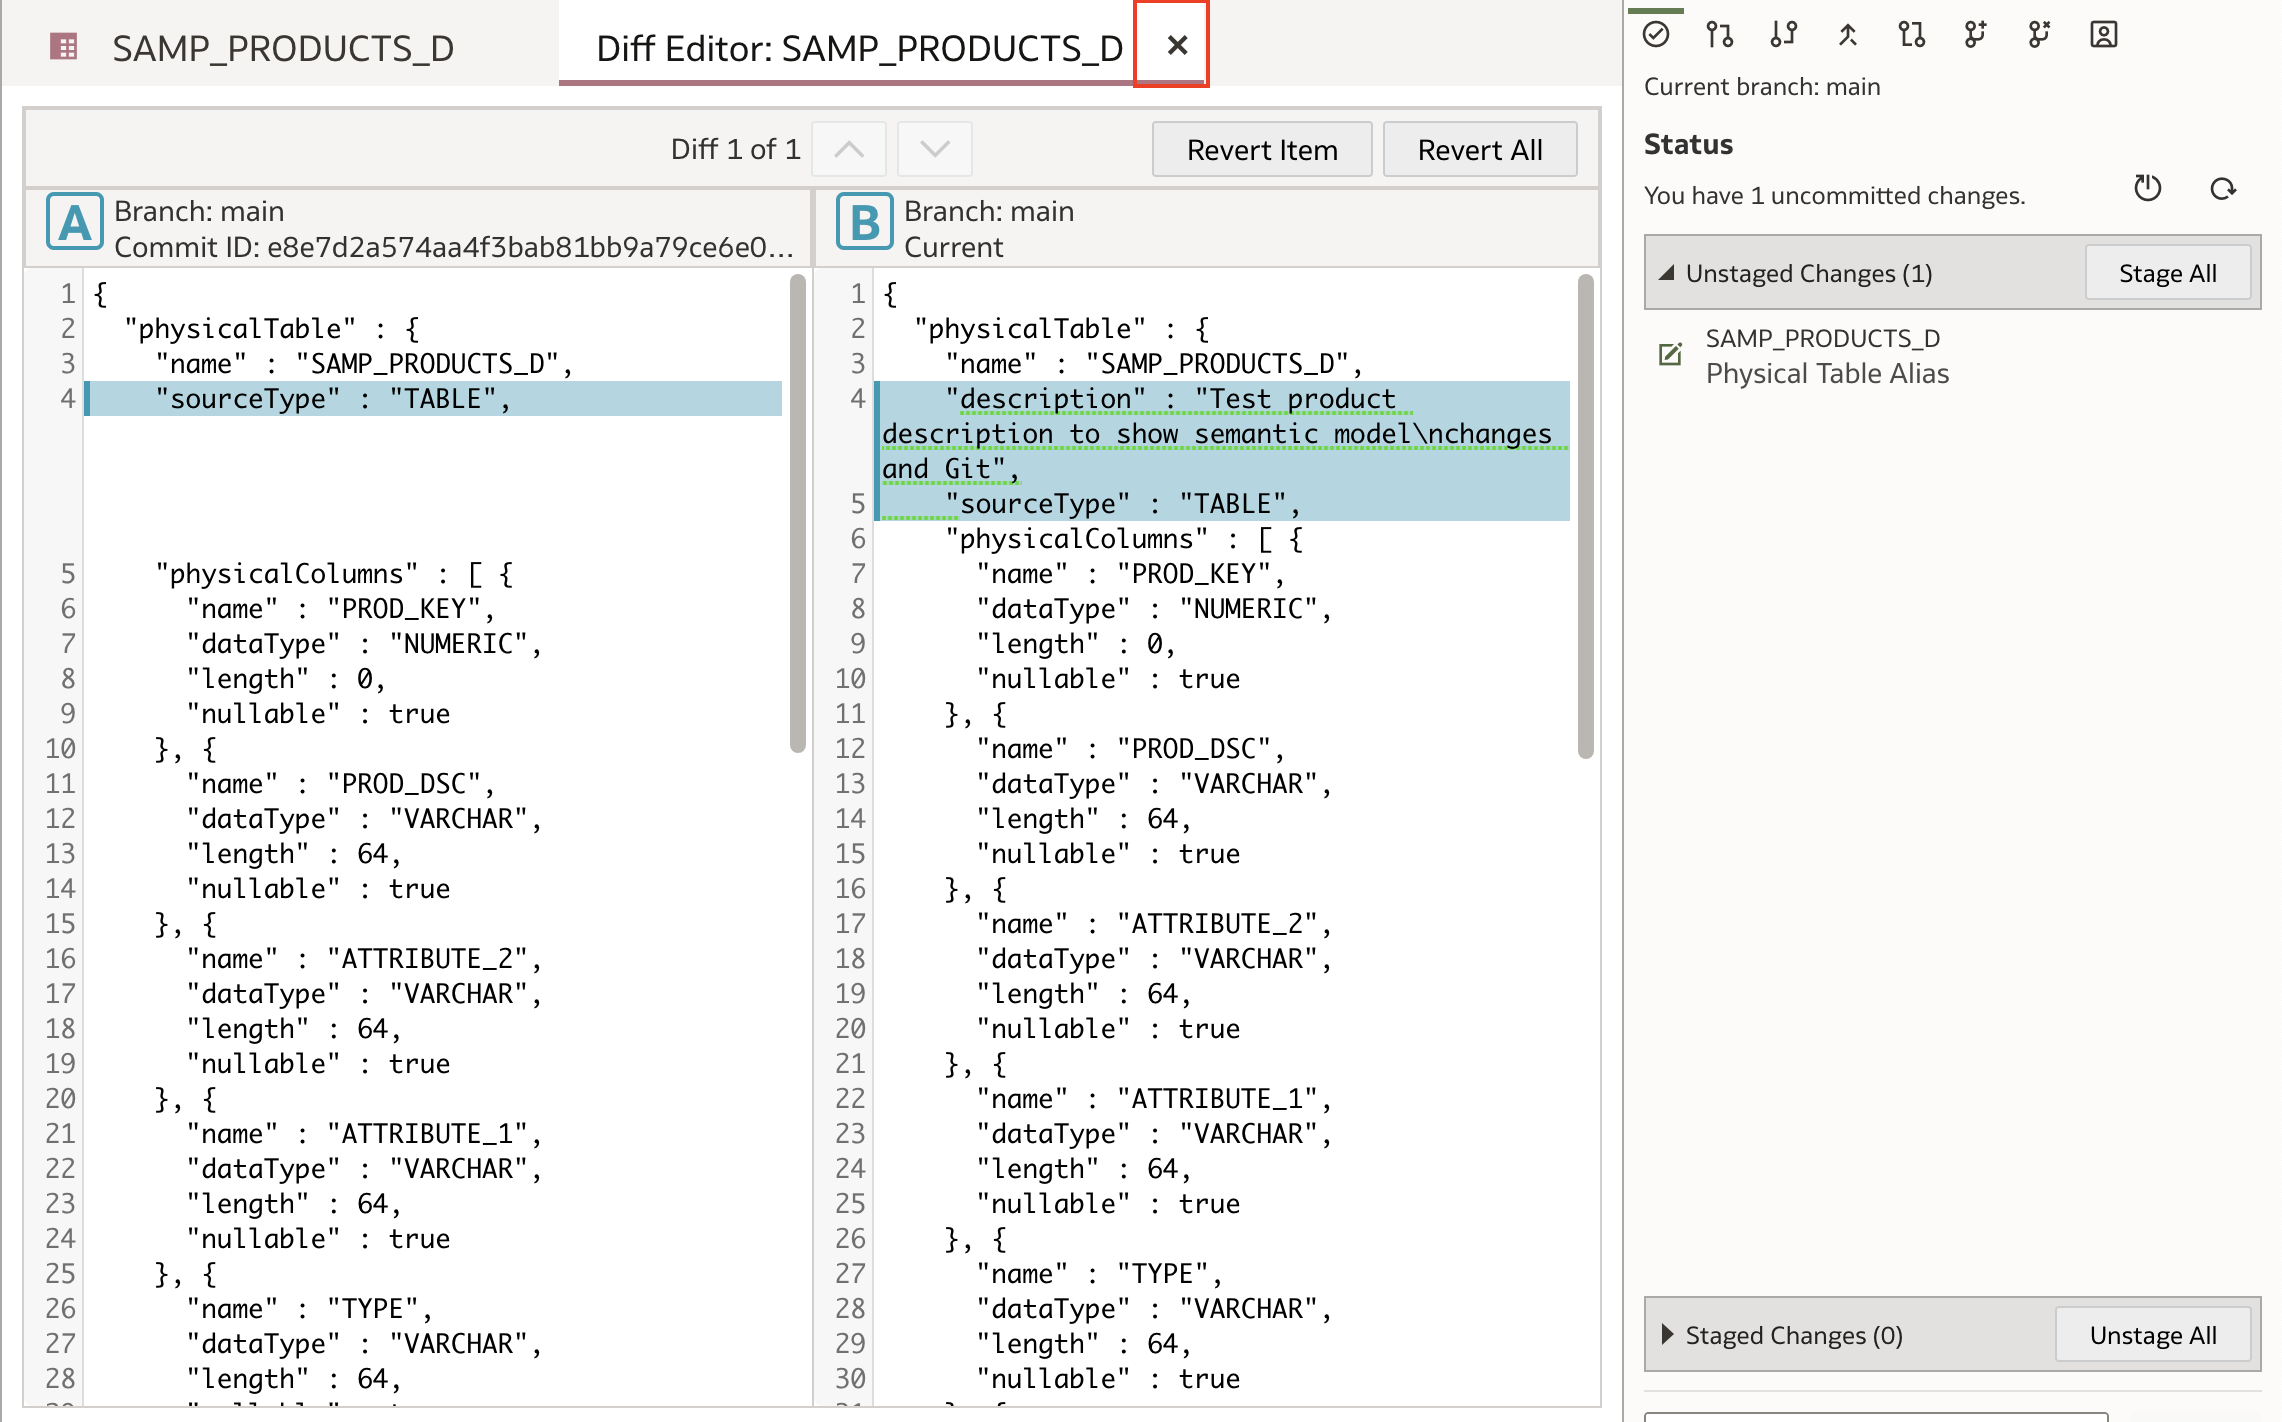 SAMP_PRODUCTS_D
Diff Editor: SAMP_PRODUCTS_D
Diff 1 of 1
Revert Item
Revert All
A
Branch: main
Commit ID: e8e7d2a574aa4f3bab81bb9a79ce6e0...
1 {
2   "physicalTable" : {
3     "name" : "SAMP_PRODUCTS_D",
4     "sourceType" : "TABLE",
5     "physicalColumns" : [ {
6       "name" : "PROD_KEY",
7       "dataType" : "NUMERIC",
8       "length" : 0,
9       "nullable" : true
10     }, {
11       "name" : "PROD_DSC",
12       "dataType" : "VARCHAR",
13       "length" : 64,
14       "nullable" : true
15     }, {
16       "name" : "ATTRIBUTE_2",
17       "dataType" : "VARCHAR",
18       "length" : 64,
19       "nullable" : true
20     }, {
21       "name" : "ATTRIBUTE_1",
22       "dataType" : "VARCHAR",
23       "length" : 64,
24       "nullable" : true
25     }, {
26       "name" : "TYPE",
27       "dataType" : "VARCHAR",
28       "length" : 64,
B
Branch: main
Current
1 {
2   "physicalTable" : {
3     "name" : "SAMP_PRODUCTS_D",
4     "description" : "Test product
description to show semantic model\nchanges
and Git",
5     "sourceType" : "TABLE",
6     "physicalColumns" : [ {
7       "name" : "PROD_KEY",
8       "dataType" : "NUMERIC",
9       "length" : 0,
10       "nullable" : true
11     }, {
12       "name" : "PROD_DSC",
13       "dataType" : "VARCHAR",
14       "length" : 64,
15       "nullable" : true
16     }, {
17       "name" : "ATTRIBUTE_2",
18       "dataType" : "VARCHAR",
19       "length" : 64,
20       "nullable" : true
21     }, {
22       "name" : "ATTRIBUTE_1",
23       "dataType" : "VARCHAR",
24       "length" : 64,
25       "nullable" : true
26     }, {
27       "name" : "TYPE",
28       "dataType" : "VARCHAR",
29       "length" : 64,
30       "nullable" : true
Current branch: main
Status
You have 1 uncommitted changes.
Unstaged Changes (1)
Stage All
SAMP_PRODUCTS_D
Physical Table Alias
Staged Changes (0)
Unstage All